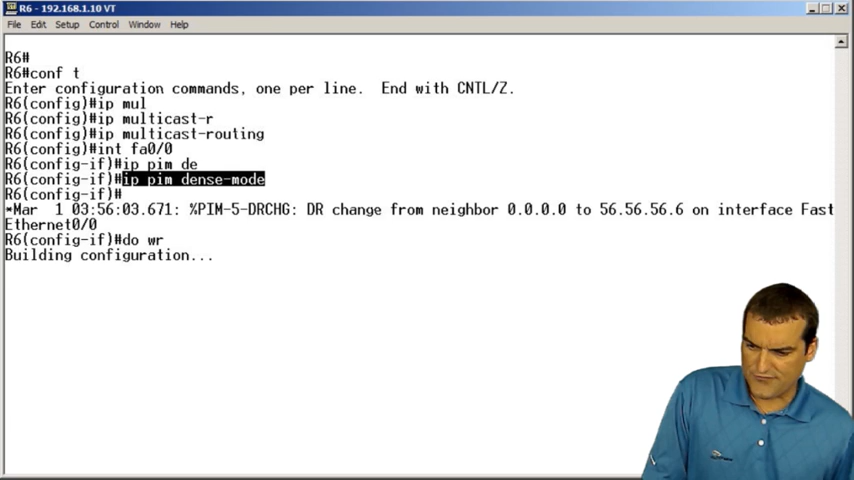 R6 - 192.168.1.10 VT
File Edit Setup Control Window Help
R6#
R6#conf t
Enter configuration commands, one per line.  End with CNTL/Z.
R6(config)#ip mul
R6(config)#ip multicast-r
R6(config)#ip multicast-routing
R6(config)#int fa0/0
R6(config-if)#ip pim de
R6(config-if)#ip pim dense-mode
R6(config-if)#
*Mar  1 03:56:03.671: %PIM-5-DRCHG: DR change from neighbor 0.0.0.0 to 56.56.56.6 on interface Fast
Ethernet0/0
R6(config-if)#do wr
Building configuration...